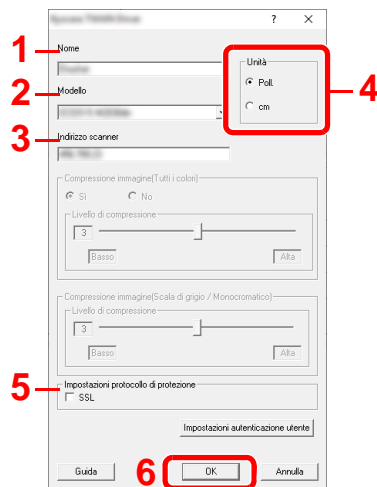 ? X
1
Nome
Unità
Poll.
cm
4
2
Modello
3
Indirizzo scanner
Compressione immagine(Tutti i colori)
Sì No
Livello di compressione
3
Basso Alta
Compressione immagine(Scala di grigio / Monocromatico)
Livello di compressione
3
Basso Alta
5
Impostazioni protocollo di protezione
SSL
Impostazioni autenticazione utente
6
Guida OK Annulla